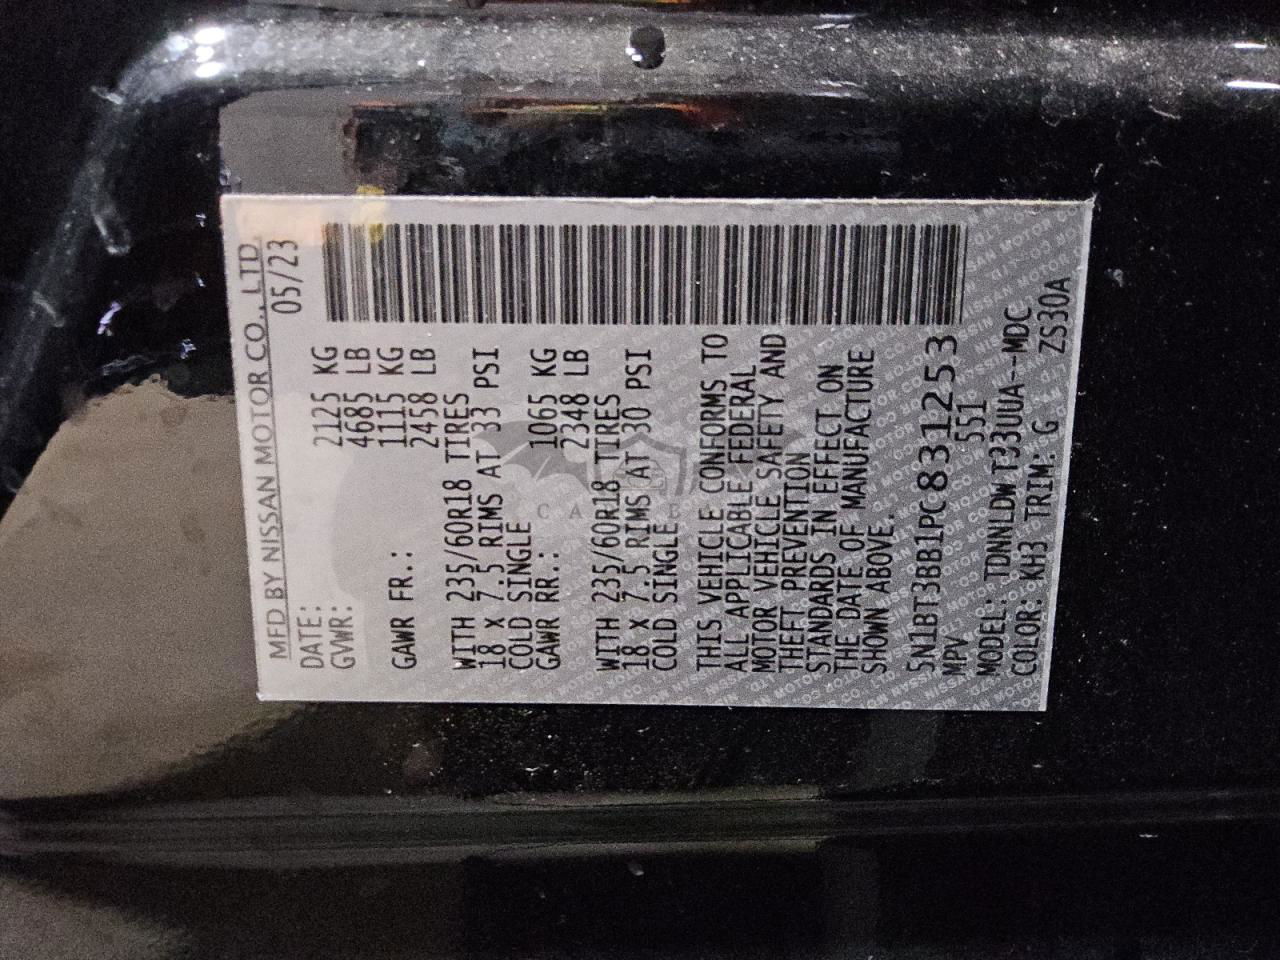 MFD BY NISSAN MOTOR CO., LTD.
DATE: 05/23
GVWR: 2125 KG
4685 LB
GAWR FR.: 1115 KG
2458 LB
WITH 235/60R18 TIRES
18 x 7.5 RIMS AT 33 PSI
COLD SINGLE
GAWR RR.: 1065 KG
2348 LB
WITH 235/60R18 TIRES
18 x 7.5 RIMS AT 30 PSI
COLD SINGLE
THIS VEHICLE CONFORMS TO
ALL APPLICABLE FEDERAL
MOTOR VEHICLE SAFETY AND
THEFT PREVENTION
STANDARDS IN EFFECT ON
THE DATE OF MANUFACTURE
SHOWN ABOVE.
5N1BT3BB1PC831253
MPV 551
MODEL: TDNNLDW T33UUA--MDC
COLOR: KH3 TRIM: G ZS30A